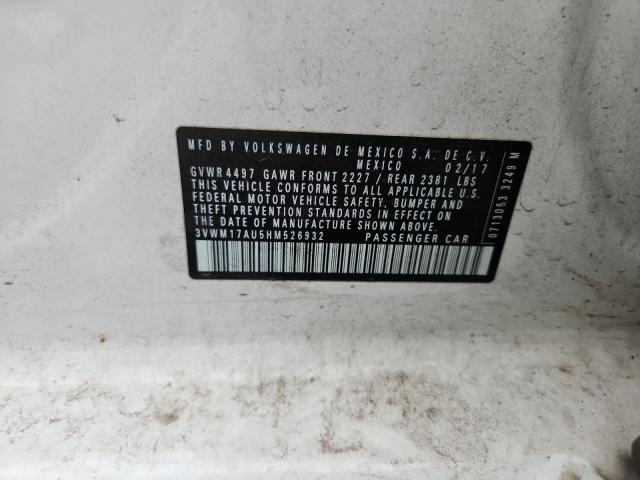 MFD BY VOLKSWAGEN DE MEXICO S.A. DE C.V.
MEXICO 02/17
GVWR 4497 GAWR FRONT 2227 / REAR 2381 LBS
THIS VEHICLE CONFORMS TO ALL APPLICABLE U.S.
FEDERAL MOTOR VEHICLE SAFETY, BUMPER AND
THEFT PREVENTION STANDARDS IN EFFECT ON
THE DATE OF MANUFACTURE SHOWN ABOVE.
3VWM17AU5HM526932 PASSENGER CAR
0713053 3249 M